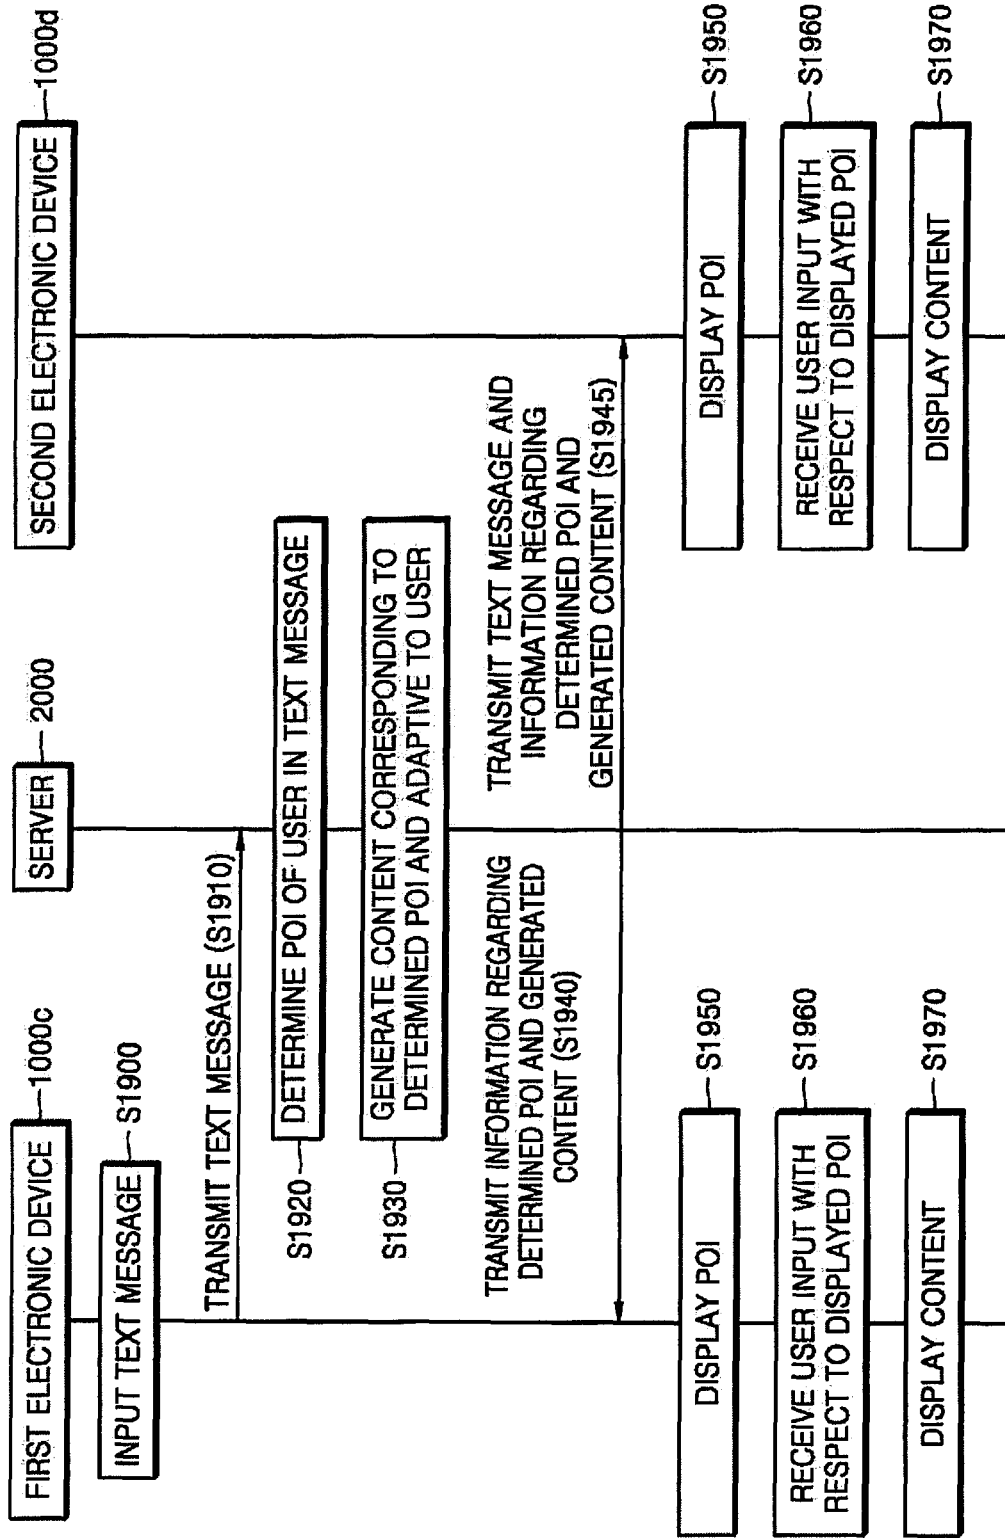 FIRST ELECTRONIC DEVICE
1000c
SERVER
2000
SECOND ELECTRONIC DEVICE
1000d
INPUT TEXT MESSAGE
S1900
TRANSMIT TEXT MESSAGE (S1910)
S1920
DETERMINE POI OF USER IN TEXT MESSAGE
S1930
GENERATE CONTENT CORRESPONDING TO
DETERMINED POI AND ADAPTIVE TO USER
TRANSMIT INFORMATION REGARDING
DETERMINED POI AND GENERATED
CONTENT (S1940)
TRANSMIT TEXT MESSAGE AND
INFORMATION REGARDING
DETERMINED POI AND
GENERATED CONTENT (S1945)
DISPLAY POI
S1950
DISPLAY POI
S1950
RECEIVE USER INPUT WITH
RESPECT TO DISPLAYED POI
S1960
RECEIVE USER INPUT WITH
RESPECT TO DISPLAYED POI
S1960
DISPLAY CONTENT
S1970
DISPLAY CONTENT
S1970